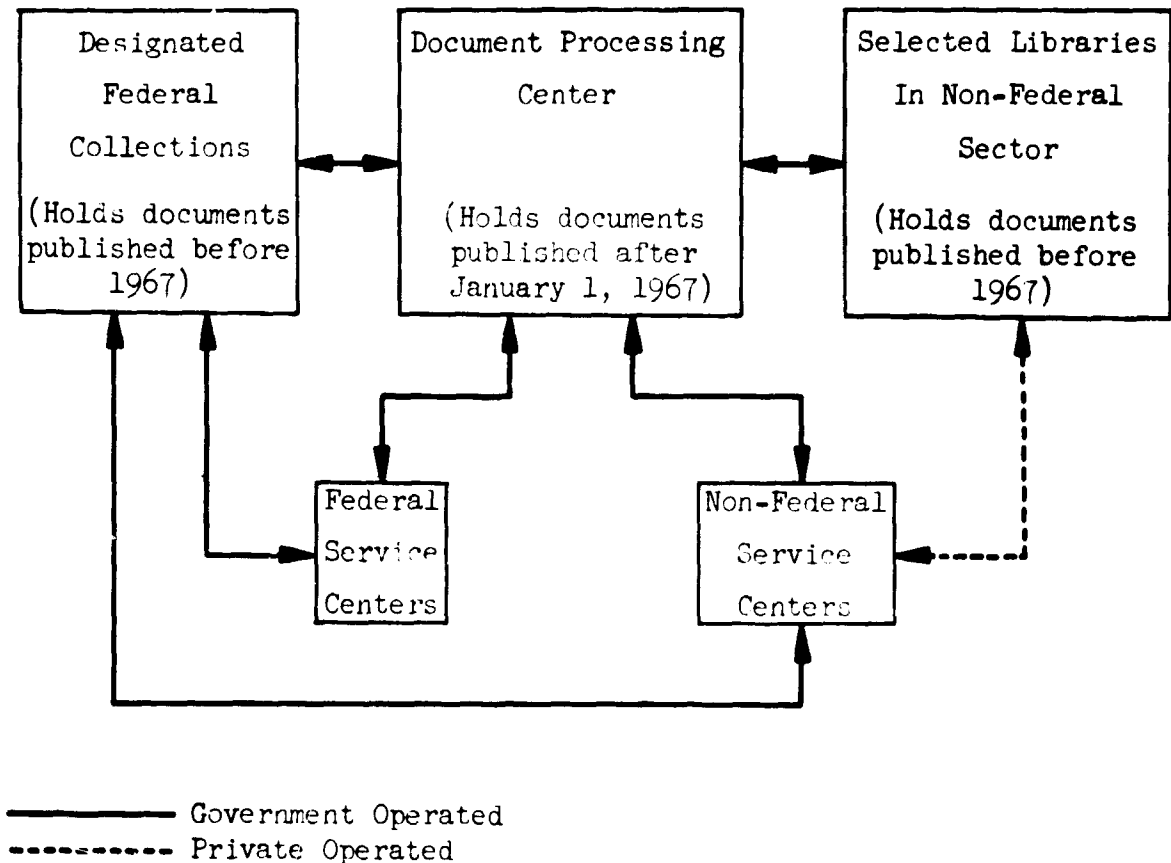 Designated
Federal
Collections
(Holds documents
published before
1967)
Document Processing
Center
(Holds documents
published after
January 1, 1967)
Selected Libraries
In Non-Federal
Sector
(Holds documents
published before
1967)
Federal
Service
Centers
Non-Federal
Service
Centers
Government Operated
Private Operated